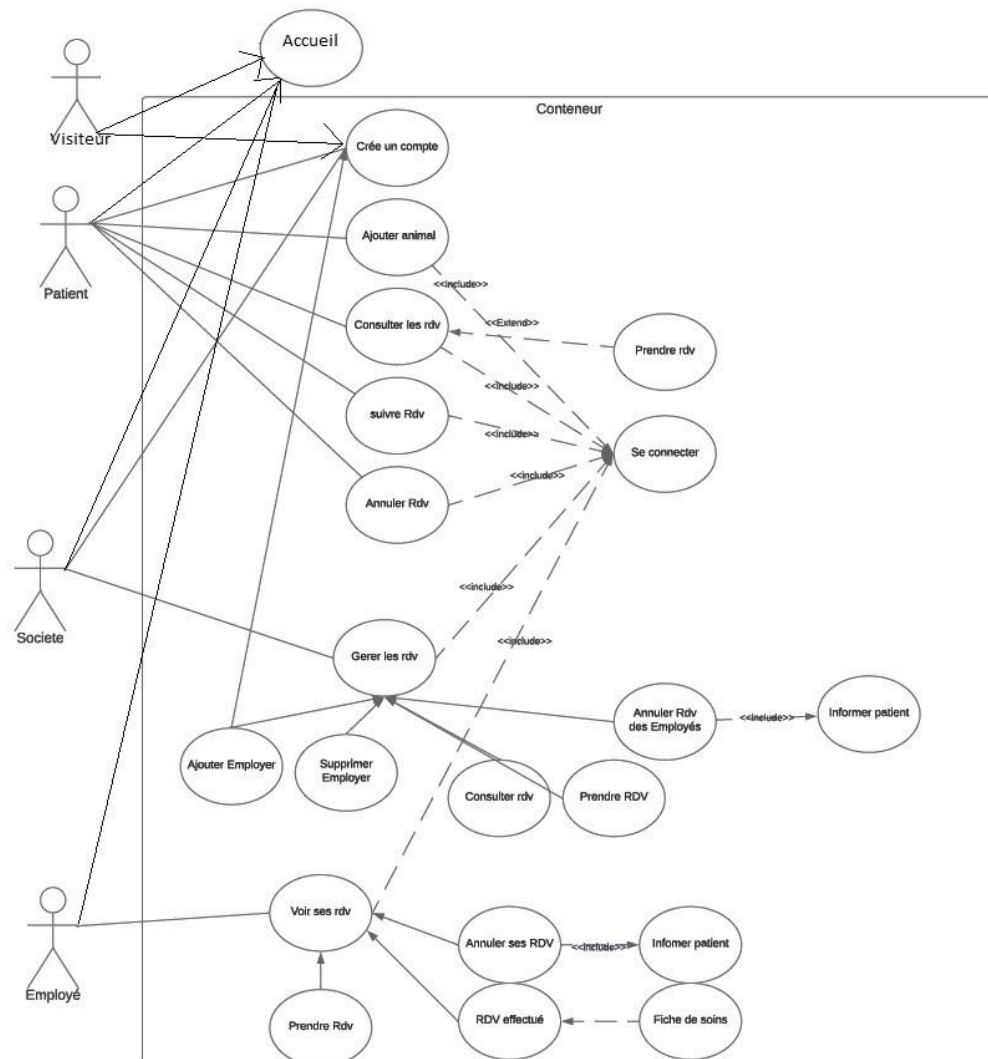 Accueil
Conteneur
Visiteur
Crée un compte
Ajouter animal
<<include>>
Patient
Consulter les rdv
<<Extend>>
Prendre rdv
<<include>>
suivre Rdv
<<include>>
Se connecter
Annuler Rdv
<<include>>
Societe
<<include>>
<<include>>
Gerer les rdv
Annuler Rdv
des Employés
<<include>>
Informer patient
Ajouter Employer
Supprimer
Employer
Consulter rdv
Prendre RDV
Voir ses rdv
Annuler ses RDV
<<include>>
Infomer patient
Employé
Prendre Rdv
RDV effectué
Fiche de soins